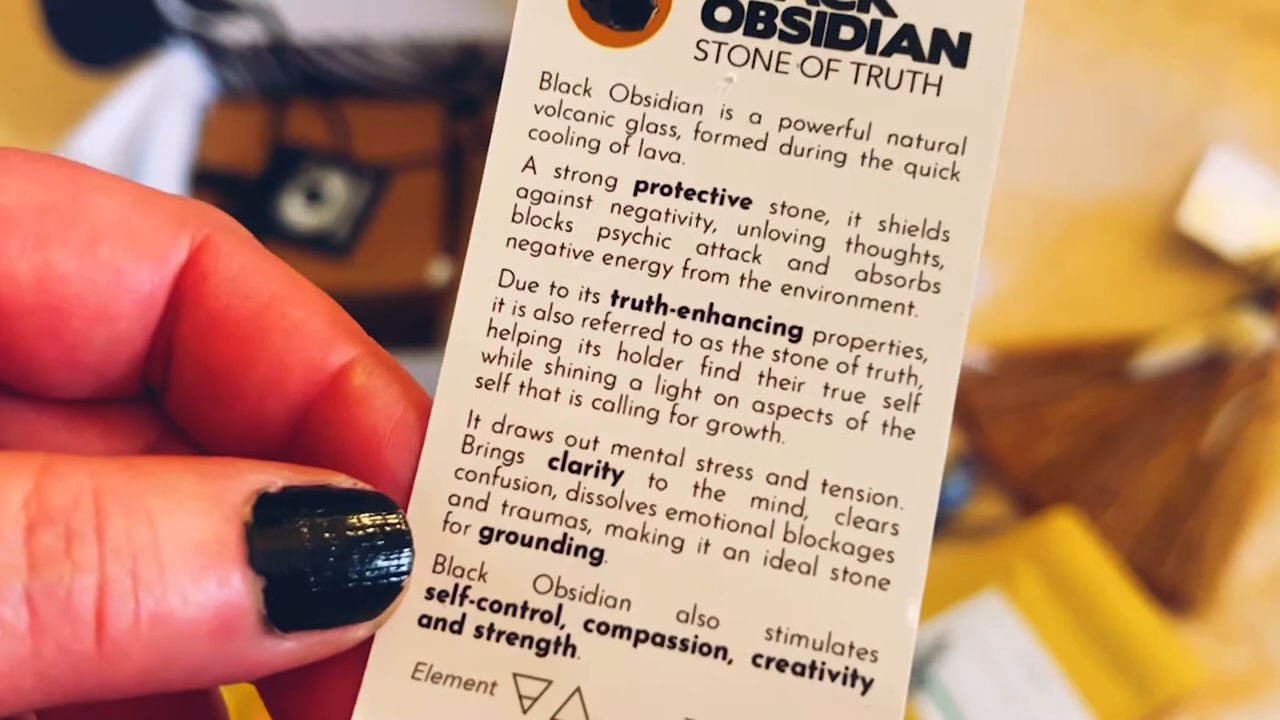 OBSIDIAN
STONE OF TRUTH
Black Obsidian is a powerful natural
volcanic glass, formed during the quick
cooling of lava.
A strong protective stone, it shields
against negativity, unloving thoughts,
blocks psychic attack and absorbs
negative energy from the environment.
Due to its truth-enhancing properties,
it is also referred to as the stone of truth,
helping its holder find their true self
while shining a light on aspects of the
self that is calling for growth.
It draws out mental stress and tension.
Brings clarity to the mind, clears
confusion, dissolves emotional blockages
and traumas, making it an ideal stone
for grounding.
Black Obsidian also stimulates
self-control, compassion, creativity
and strength.
Element